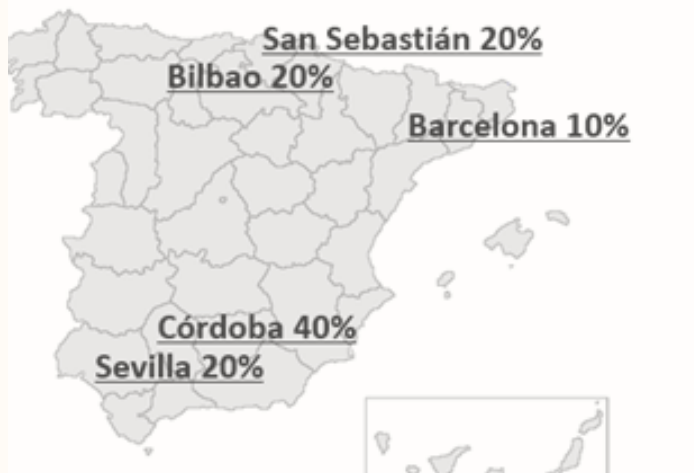 San Sebastián 20%
Bilbao 20%
Barcelona 10%
Córdoba 40%
Sevilla 20%